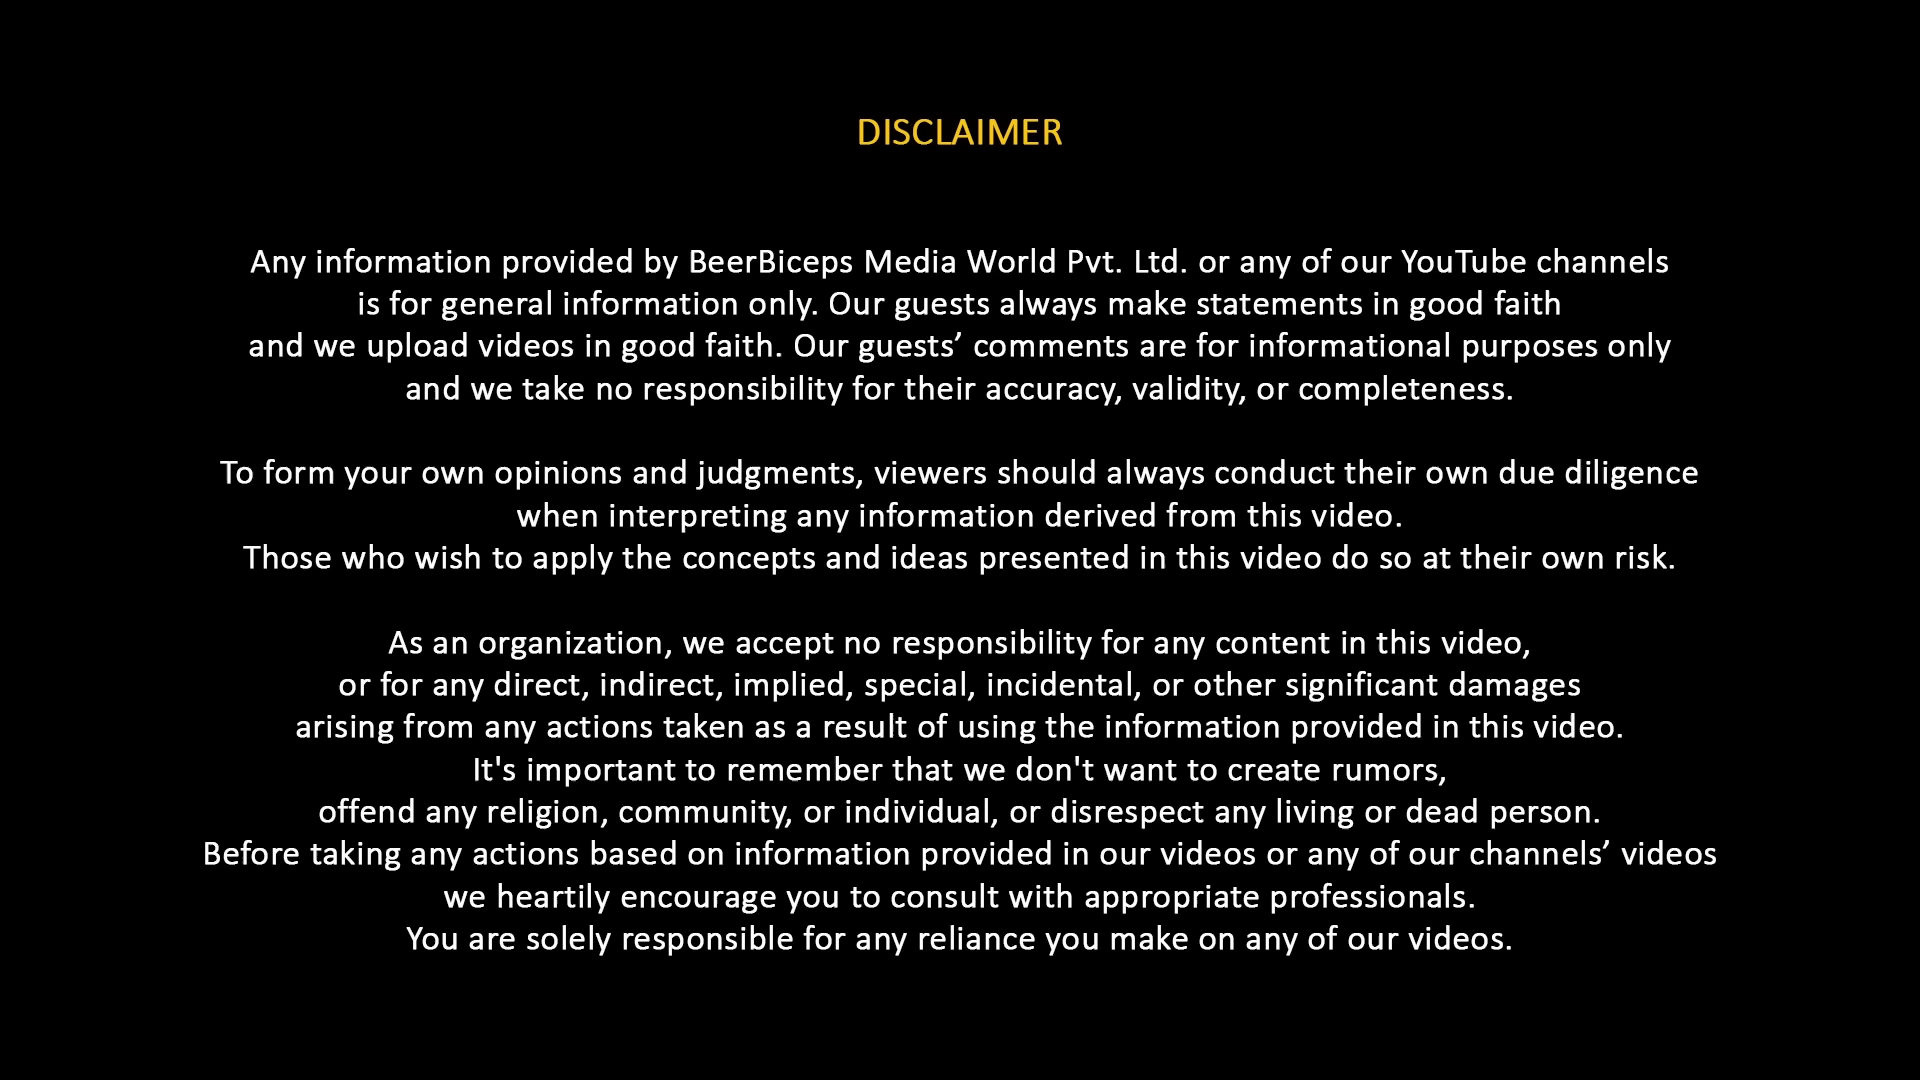 DISCLAIMER
Any information provided by BeerBiceps Media World Pvt. Ltd. or any of our YouTube channels
is for general information only. Our guests always make statements in good faith
and we upload videos in good faith. Our guests’ comments are for informational purposes only
and we take no responsibility for their accuracy, validity, or completeness.
To form your own opinions and judgments, viewers should always conduct their own due diligence
when interpreting any information derived from this video.
Those who wish to apply the concepts and ideas presented in this video do so at their own risk.
As an organization, we accept no responsibility for any content in this video,
or for any direct, indirect, implied, special, incidental, or other significant damages
arising from any actions taken as a result of using the information provided in this video.
It's important to remember that we don't want to create rumors,
offend any religion, community, or individual, or disrespect any living or dead person.
Before taking any actions based on information provided in our videos or any of our channels’ videos
we heartily encourage you to consult with appropriate professionals.
You are solely responsible for any reliance you make on any of our videos.